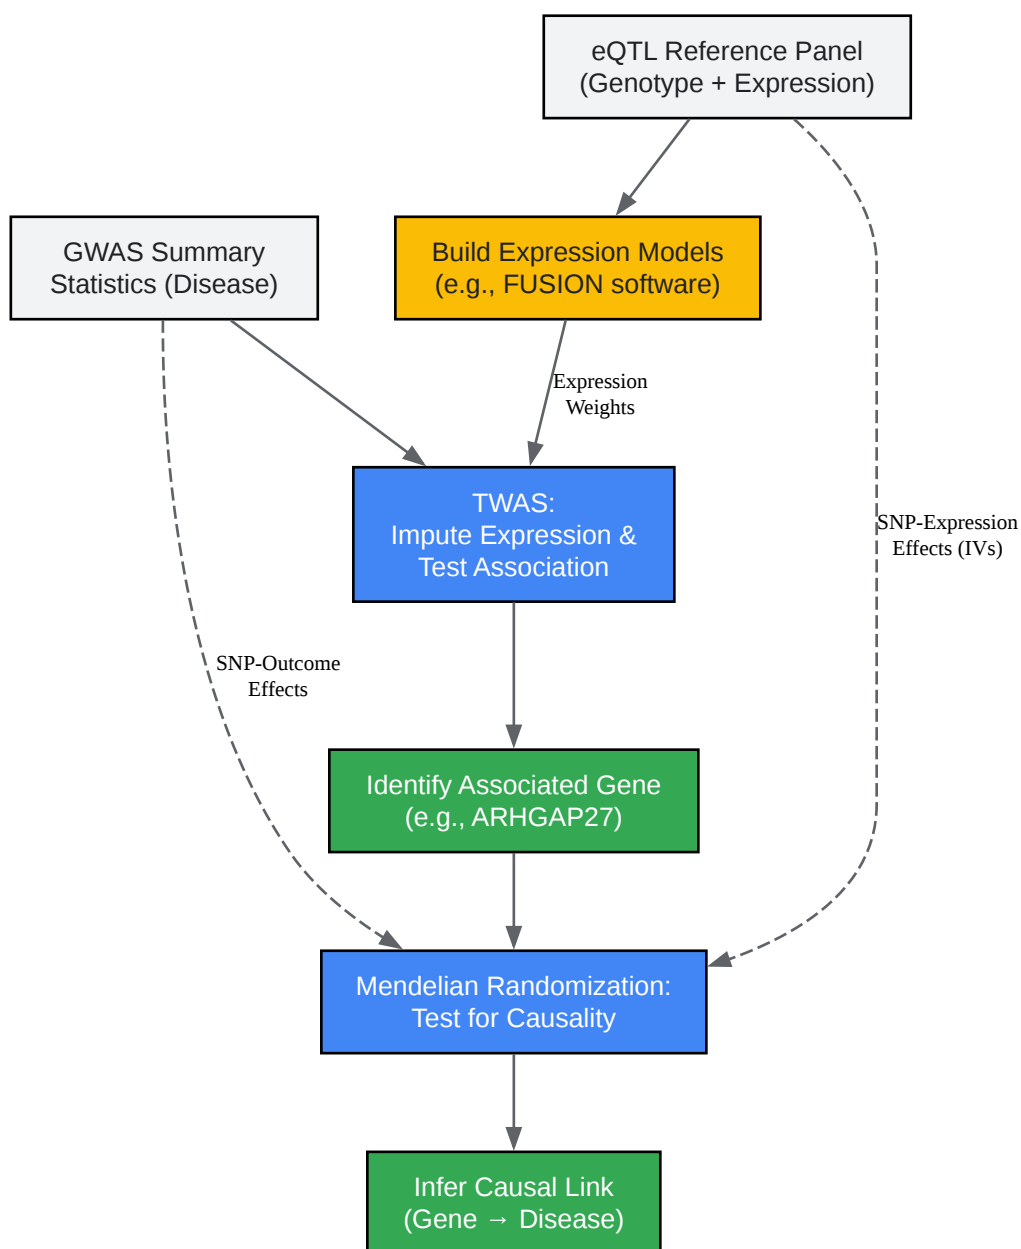 eQTL Reference Panel
(Genotype + Expression)
GWAS Summary
Statistics (Disease)
Build Expression Models
(e.g., FUSION software)
Expression
Weights
TWAS:
Impute Expression &
Test Association
SNP-Expression
Effects (IVs)
SNP-Outcome
Effects
Identify Associated Gene
(e.g., ARHGAP27)
Mendelian Randomization:
Test for Causality
Infer Causal Link
(Gene → Disease)